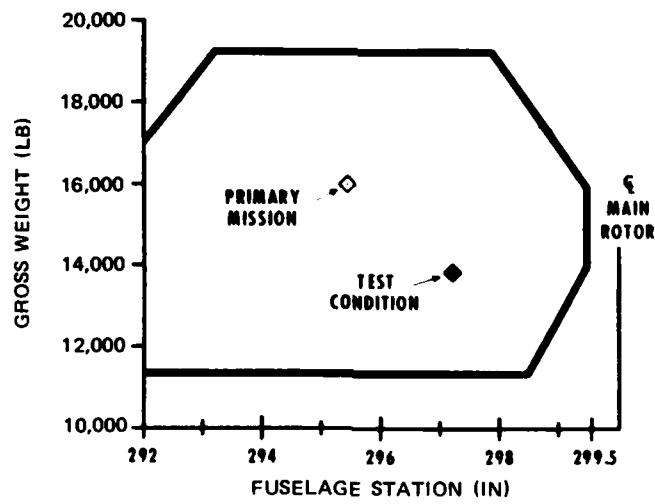 20,000
18,000
16,000
14,000
12,000
10,000
GROSS WEIGHT (LB)
PRIMARY
MISSION
TEST
CONDITION
℄
MAIN
ROTOR
292
294
296
298
299.5
FUSELAGE STATION (IN)